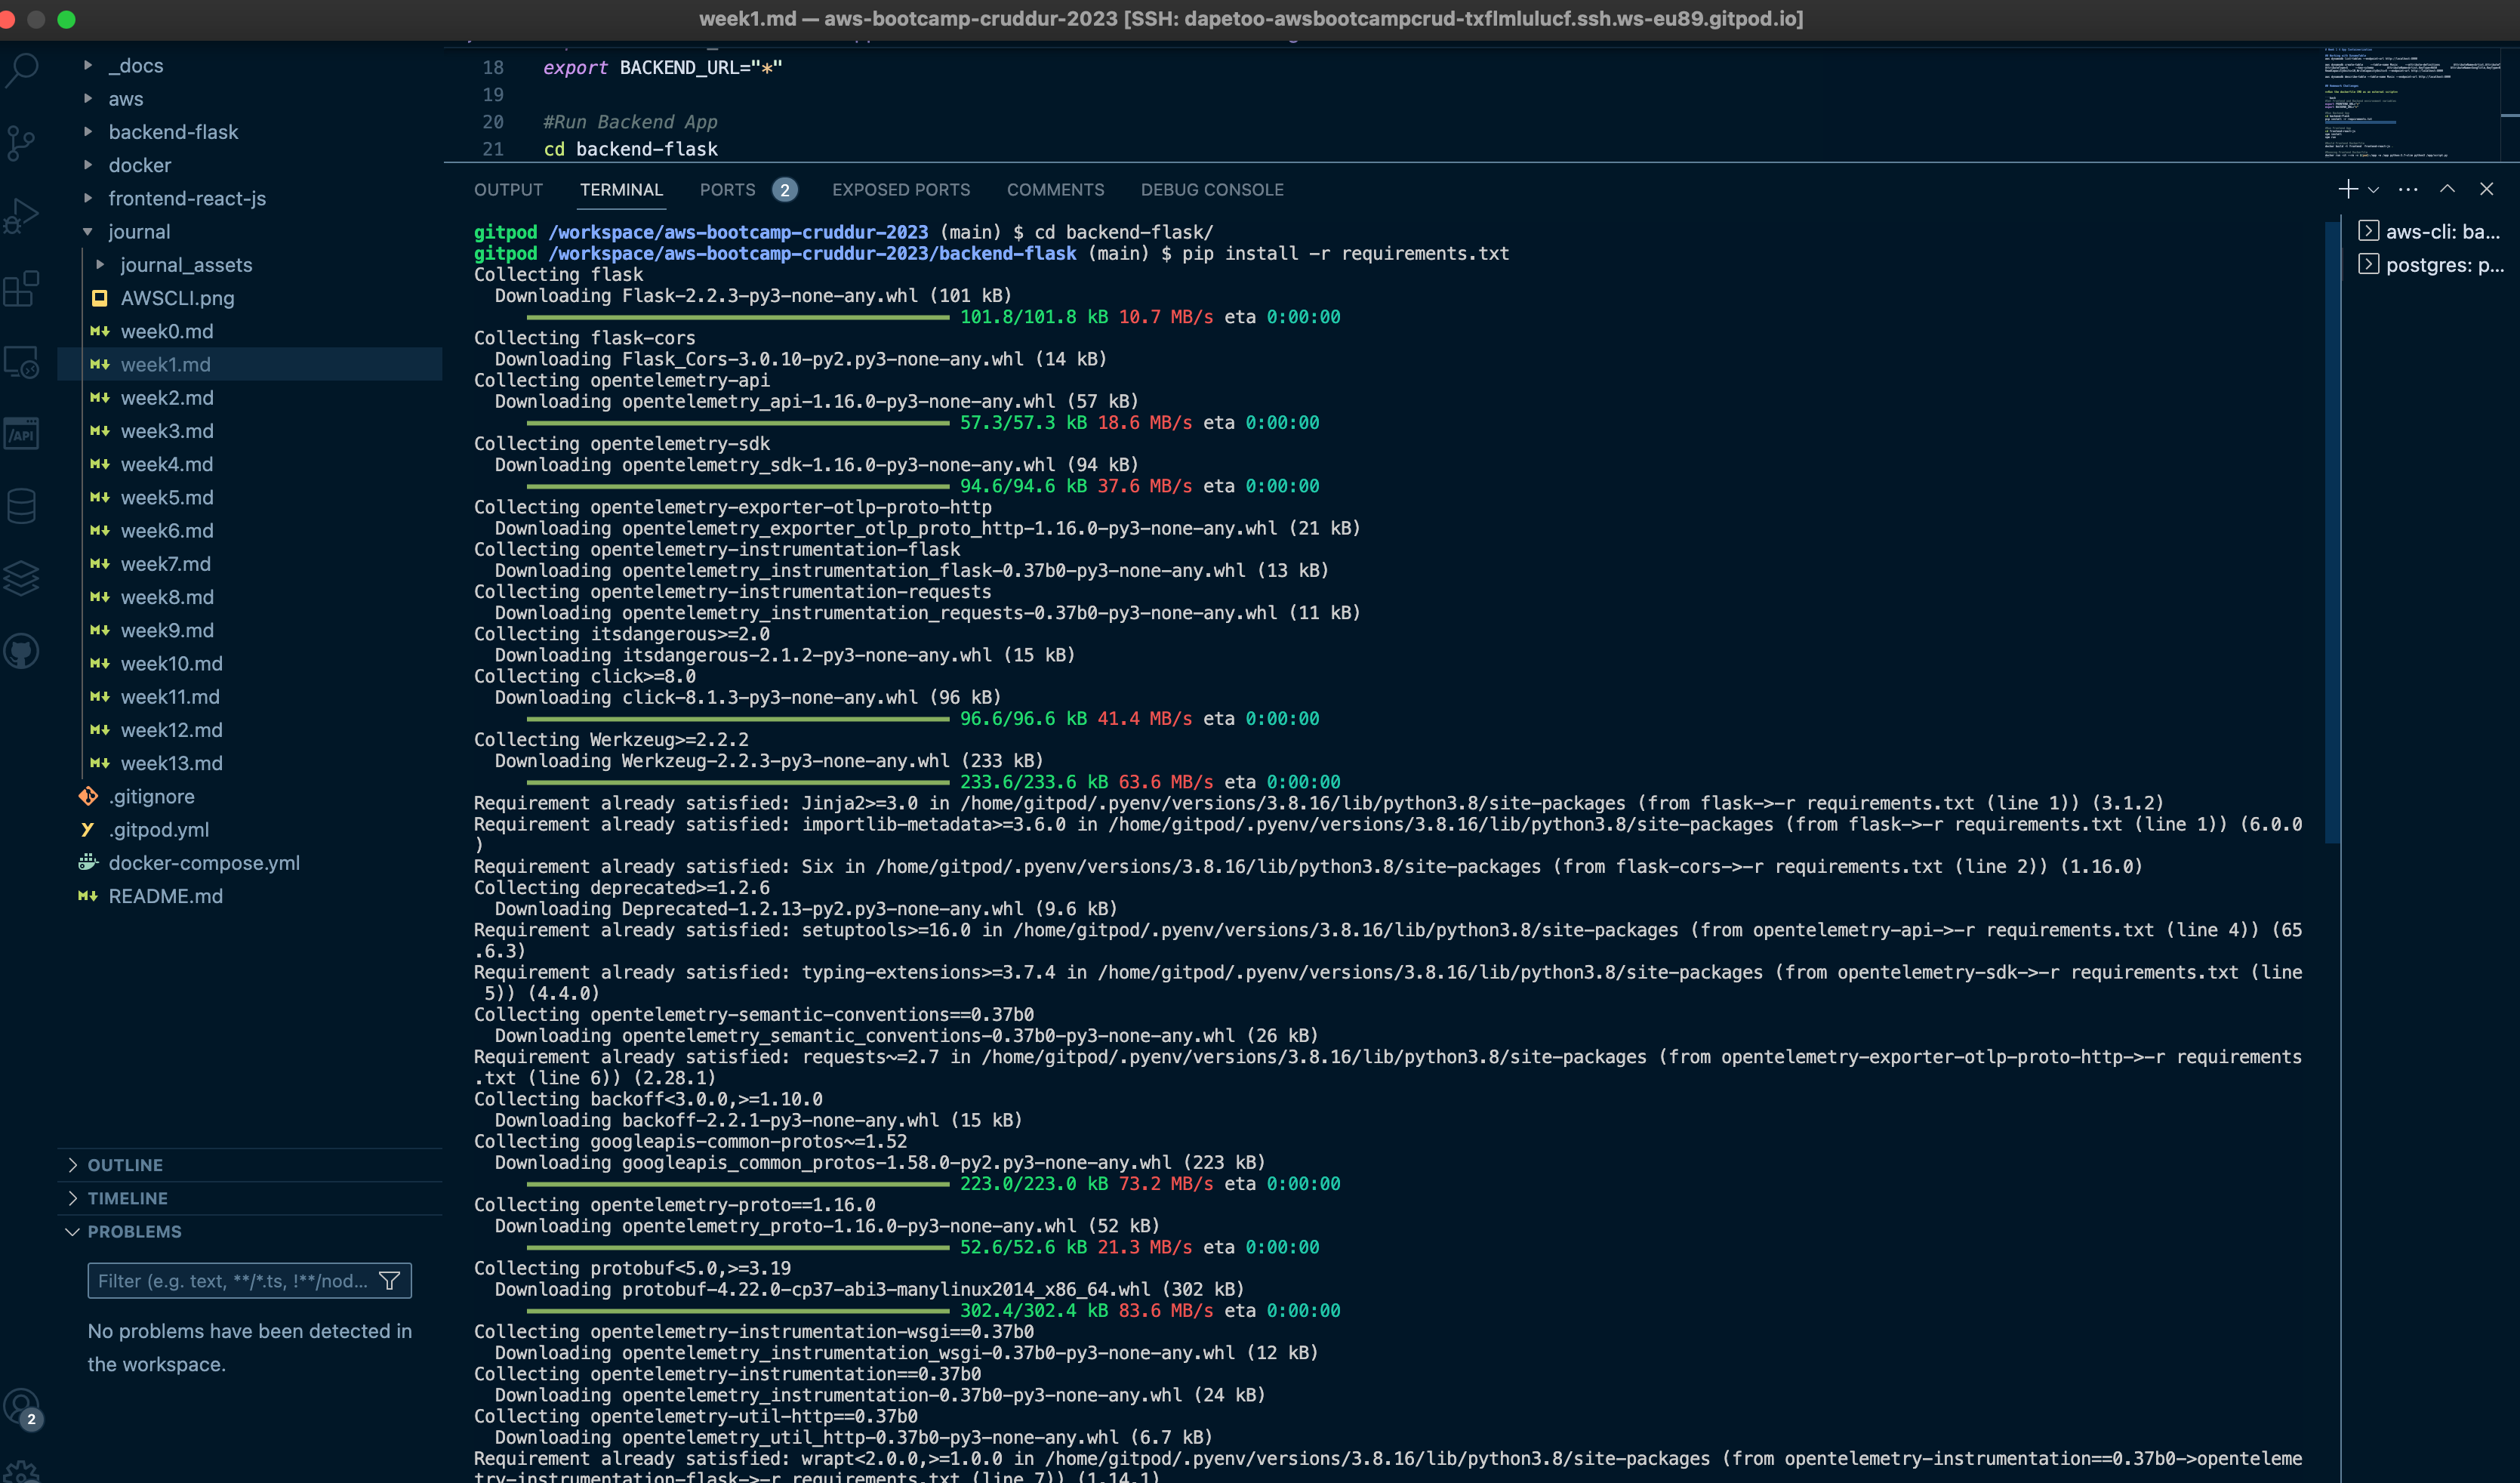 week1.md — aws-bootcamp-cruddur-2023 [SSH: dapetoo-awsbootcampcrud-txflmlulucf.ssh.ws-eu89.gitpod.io]
_docs
aws
backend-flask
docker
frontend-react-js
journal
journal_assets
AWSCLI.png
week0.md
week1.md
week2.md
week3.md
week4.md
week5.md
week6.md
week7.md
week8.md
week9.md
week10.md
week11.md
week12.md
week13.md
.gitignore
.gitpod.yml
docker-compose.yml
README.md
OUTLINE
TIMELINE
PROBLEMS
Filter (e.g. text, **/*.ts, !**/nod...
No problems have been detected in
the workspace.
/API
2
18 export BACKEND_URL="*"
19
20 #Run Backend App
21 cd backend-flask
OUTPUT TERMINAL PORTS 2 EXPOSED PORTS COMMENTS DEBUG CONSOLE
aws-cli: ba...
postgres: p...
gitpod /workspace/aws-bootcamp-cruddur-2023 (main) $ cd backend-flask/
gitpod /workspace/aws-bootcamp-cruddur-2023/backend-flask (main) $ pip install -r requirements.txt
Collecting flask
Downloading Flask-2.2.3-py3-none-any.whl (101 kB)
101.8/101.8 kB 10.7 MB/s eta 0:00:00
Collecting flask-cors
Downloading Flask_Cors-3.0.10-py2.py3-none-any.whl (14 kB)
Collecting opentelemetry-api
Downloading opentelemetry_api-1.16.0-py3-none-any.whl (57 kB)
57.3/57.3 kB 18.6 MB/s eta 0:00:00
Collecting opentelemetry-sdk
Downloading opentelemetry_sdk-1.16.0-py3-none-any.whl (94 kB)
94.6/94.6 kB 37.6 MB/s eta 0:00:00
Collecting opentelemetry-exporter-otlp-proto-http
Downloading opentelemetry_exporter_otlp_proto_http-1.16.0-py3-none-any.whl (21 kB)
Collecting opentelemetry-instrumentation-flask
Downloading opentelemetry_instrumentation_flask-0.37b0-py3-none-any.whl (13 kB)
Collecting opentelemetry-instrumentation-requests
Downloading opentelemetry_instrumentation_requests-0.37b0-py3-none-any.whl (11 kB)
Collecting itsdangerous>=2.0
Downloading itsdangerous-2.1.2-py3-none-any.whl (15 kB)
Collecting click>=8.0
Downloading click-8.1.3-py3-none-any.whl (96 kB)
96.6/96.6 kB 41.4 MB/s eta 0:00:00
Collecting Werkzeug>=2.2.2
Downloading Werkzeug-2.2.3-py3-none-any.whl (233 kB)
233.6/233.6 kB 63.6 MB/s eta 0:00:00
Requirement already satisfied: Jinja2>=3.0 in /home/gitpod/.pyenv/versions/3.8.16/lib/python3.8/site-packages (from flask->-r requirements.txt (line 1)) (3.1.2)
Requirement already satisfied: importlib-metadata>=3.6.0 in /home/gitpod/.pyenv/versions/3.8.16/lib/python3.8/site-packages (from flask->-r requirements.txt (line 1)) (6.0.0
)
Requirement already satisfied: Six in /home/gitpod/.pyenv/versions/3.8.16/lib/python3.8/site-packages (from flask-cors->-r requirements.txt (line 2)) (1.16.0)
Collecting deprecated>=1.2.6
Downloading Deprecated-1.2.13-py2.py3-none-any.whl (9.6 kB)
Requirement already satisfied: setuptools>=16.0 in /home/gitpod/.pyenv/versions/3.8.16/lib/python3.8/site-packages (from opentelemetry-api->-r requirements.txt (line 4)) (65
.6.3)
Requirement already satisfied: typing-extensions>=3.7.4 in /home/gitpod/.pyenv/versions/3.8.16/lib/python3.8/site-packages (from opentelemetry-sdk->-r requirements.txt (line
5)) (4.4.0)
Collecting opentelemetry-semantic-conventions==0.37b0
Downloading opentelemetry_semantic_conventions-0.37b0-py3-none-any.whl (26 kB)
Requirement already satisfied: requests~=2.7 in /home/gitpod/.pyenv/versions/3.8.16/lib/python3.8/site-packages (from opentelemetry-exporter-otlp-proto-http->-r requirements
.txt (line 6)) (2.28.1)
Collecting backoff<3.0.0,>=1.10.0
Downloading backoff-2.2.1-py3-none-any.whl (15 kB)
Collecting googleapis-common-protos~=1.52
Downloading googleapis_common_protos-1.58.0-py2.py3-none-any.whl (223 kB)
223.0/223.0 kB 73.2 MB/s eta 0:00:00
Collecting opentelemetry-proto==1.16.0
Downloading opentelemetry_proto-1.16.0-py3-none-any.whl (52 kB)
52.6/52.6 kB 21.3 MB/s eta 0:00:00
Collecting protobuf<5.0,>=3.19
Downloading protobuf-4.22.0-cp37-abi3-manylinux2014_x86_64.whl (302 kB)
302.4/302.4 kB 83.6 MB/s eta 0:00:00
Collecting opentelemetry-instrumentation-wsgi==0.37b0
Downloading opentelemetry_instrumentation_wsgi-0.37b0-py3-none-any.whl (12 kB)
Collecting opentelemetry-instrumentation==0.37b0
Downloading opentelemetry_instrumentation-0.37b0-py3-none-any.whl (24 kB)
Collecting opentelemetry-util-http==0.37b0
Downloading opentelemetry_util_http-0.37b0-py3-none-any.whl (6.7 kB)
Requirement already satisfied: wrapt<2.0.0,>=1.0.0 in /home/gitpod/.pyenv/versions/3.8.16/lib/python3.8/site-packages (from opentelemetry-instrumentation==0.37b0->openteleme
try-instrumentation-flask->-r requirements.txt (line 7)) (1.14.1)